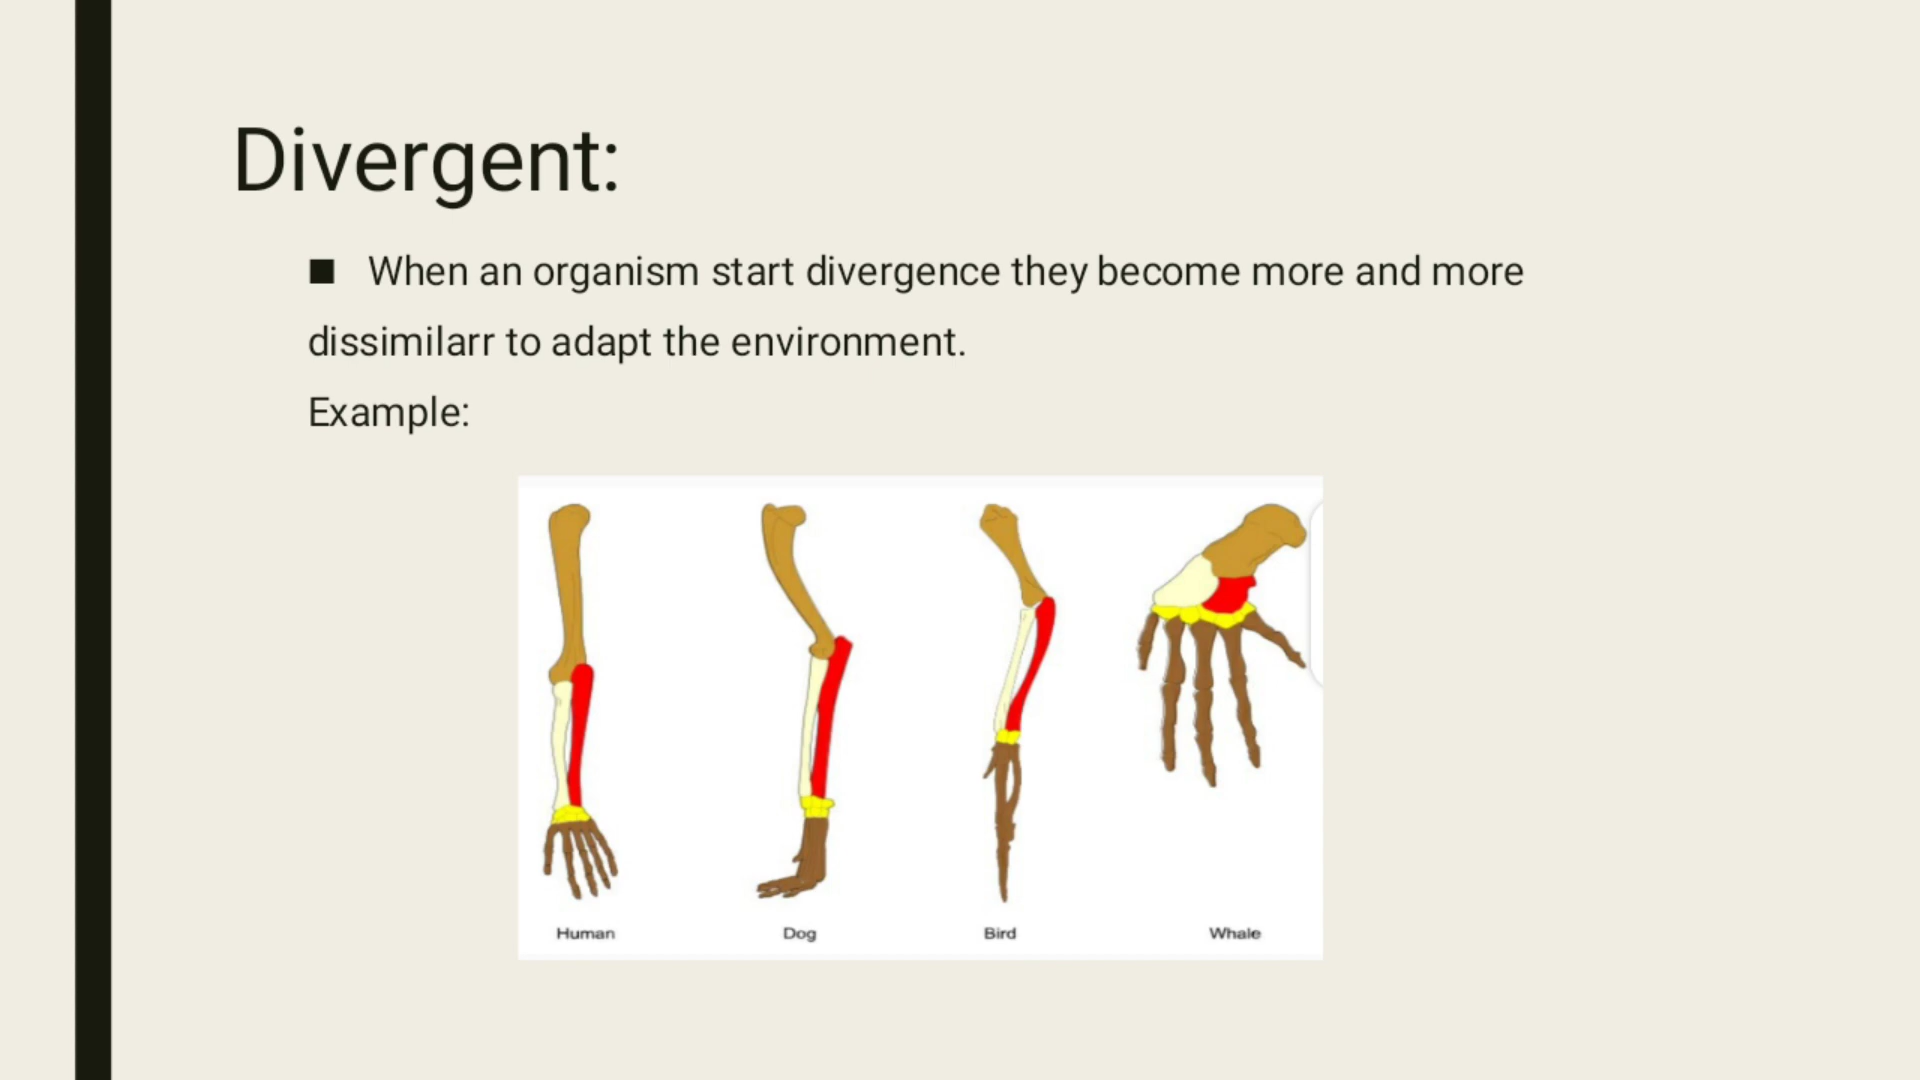 Divergent:
■ When an organism start divergence they become more and more
dissimilarr to adapt the environment.
Example:
Human Dog Bird Whale